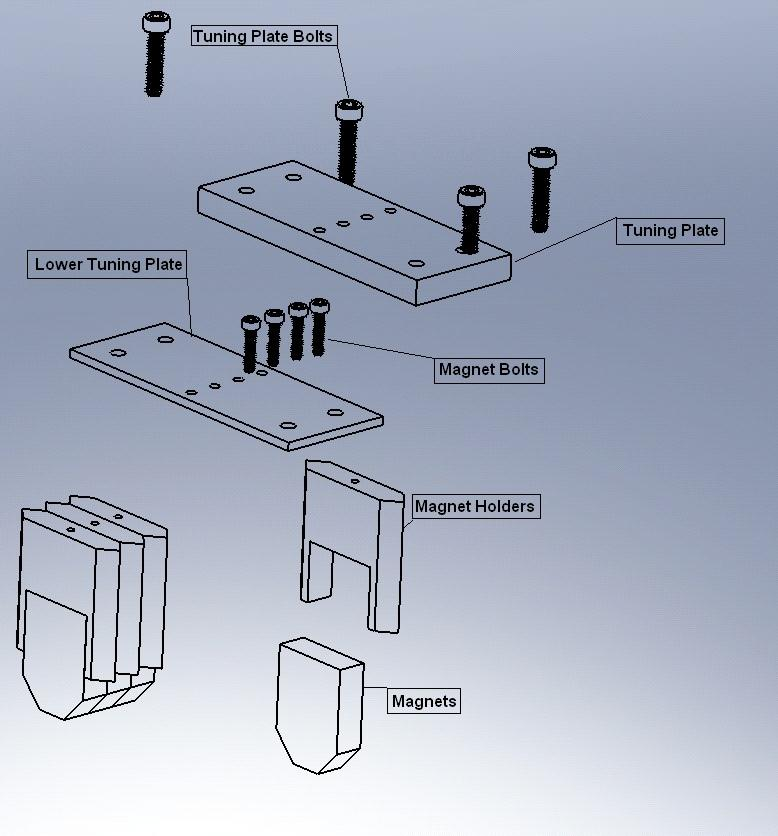 Tuning Plate Bolts
Tuning Plate
Lower Tuning Plate
Magnet Bolts
Magnet Holders
Magnets